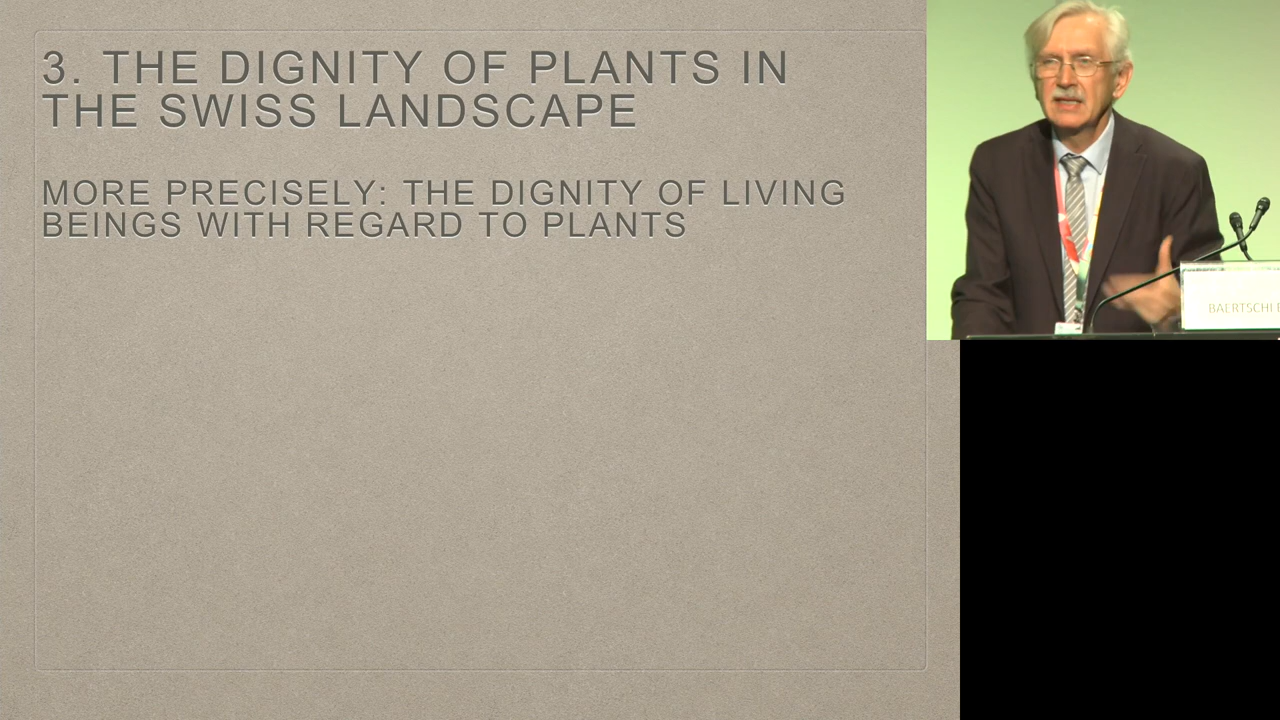 3. THE DIGNITY OF PLANTS IN
THE SWISS LANDSCAPE
MORE PRECISELY: THE DIGNITY OF LIVING
BEINGS WITH REGARD TO PLANTS
BAERTSCHI